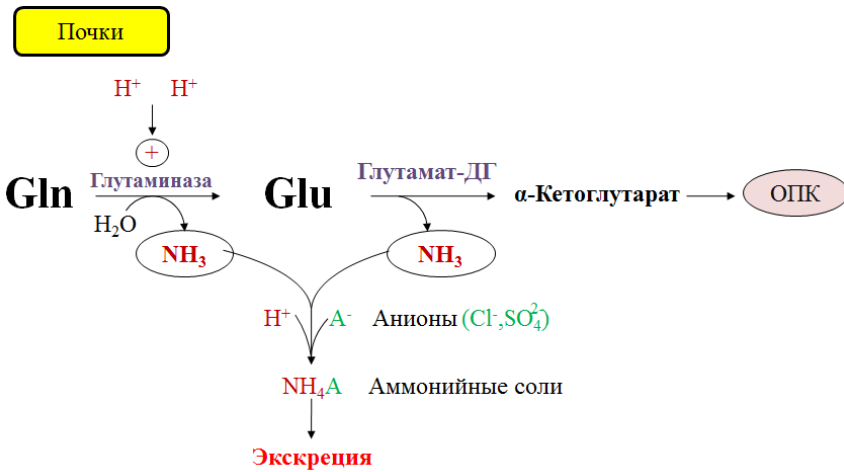 Почки
H⁺ H⁺
+
Gln Глутаминаза Glu Глутамат-ДГ α-Кетоглутарат ОПК
H₂O
NH₃ NH₃
H⁺ A⁻ Анионы (Cl⁻,SO₄²⁻)
NH₄A Аммонийные соли
Экскреция